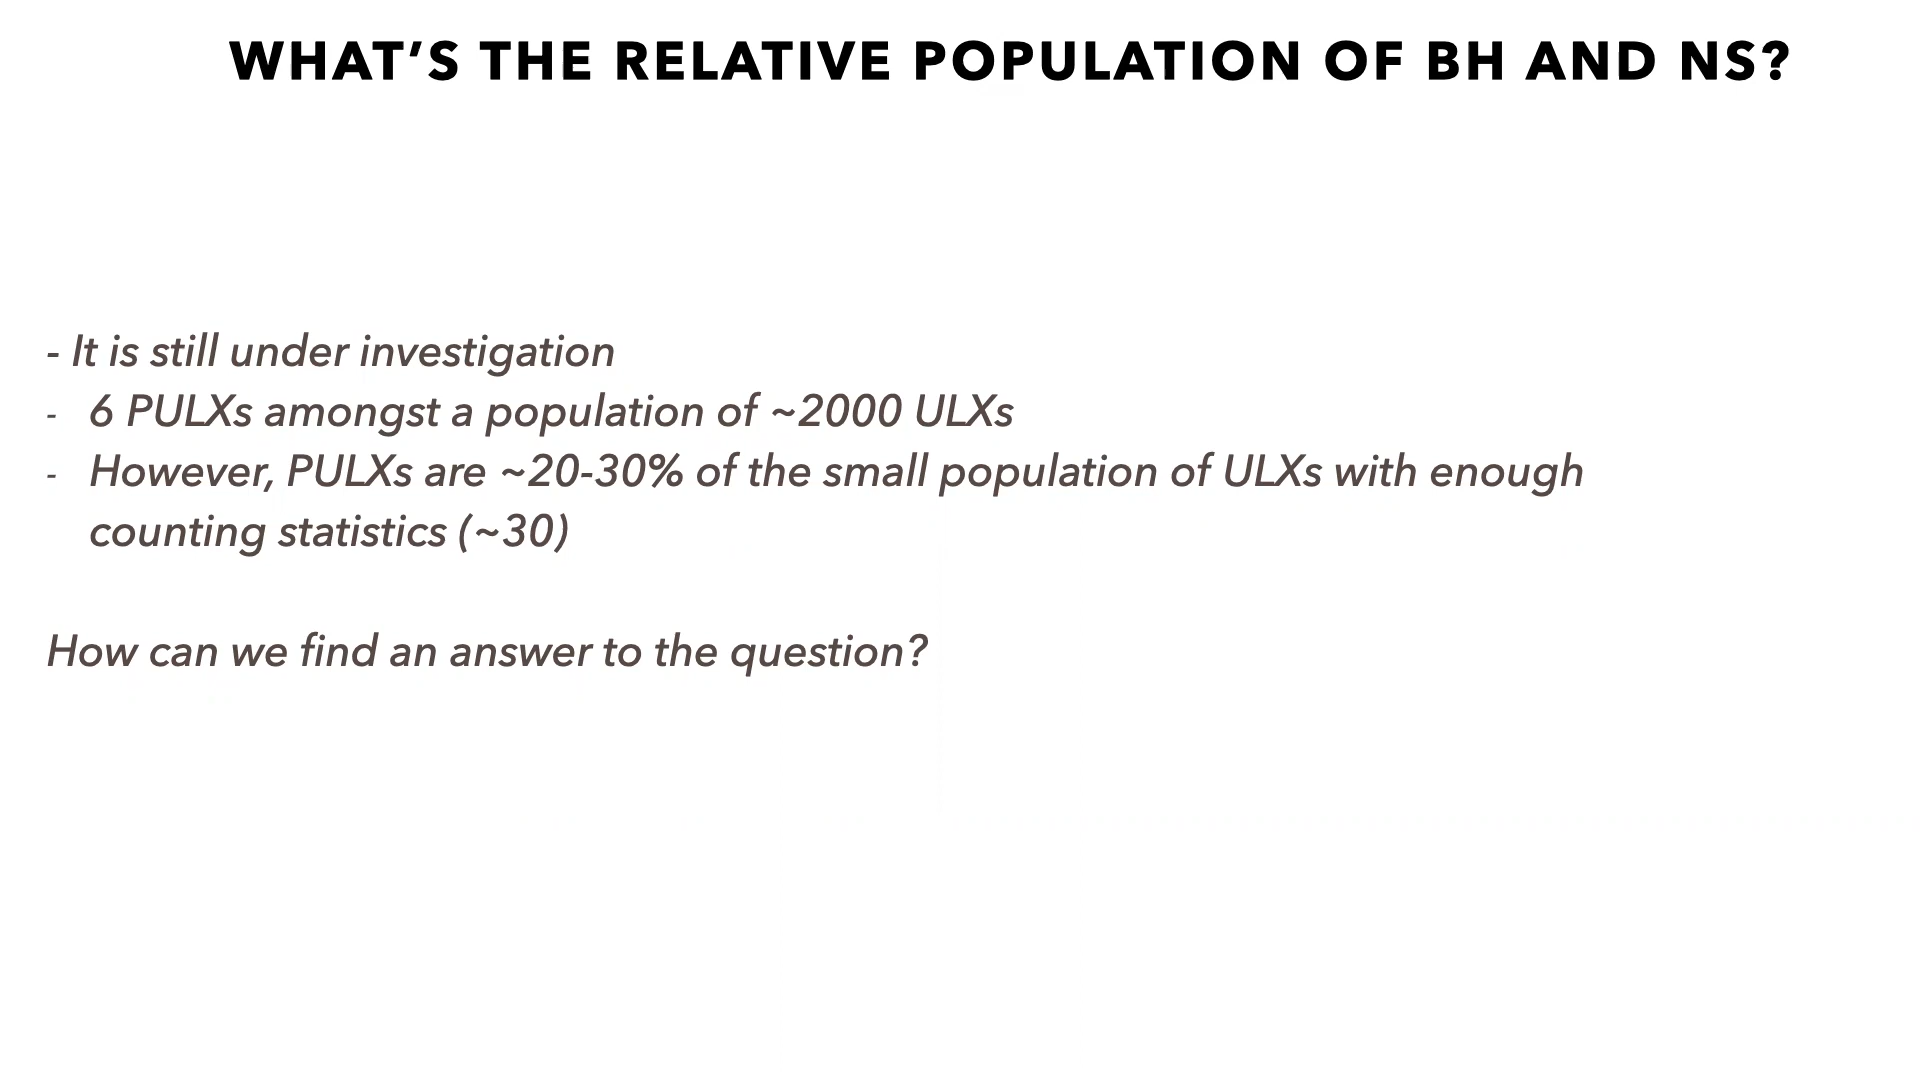 WHAT’S THE RELATIVE POPULATION OF BH AND NS?
- It is still under investigation
- 6 PULXs amongst a population of ~2000 ULXs
- However, PULXs are ~20-30% of the small population of ULXs with enough
counting statistics (~30)
How can we find an answer to the question?